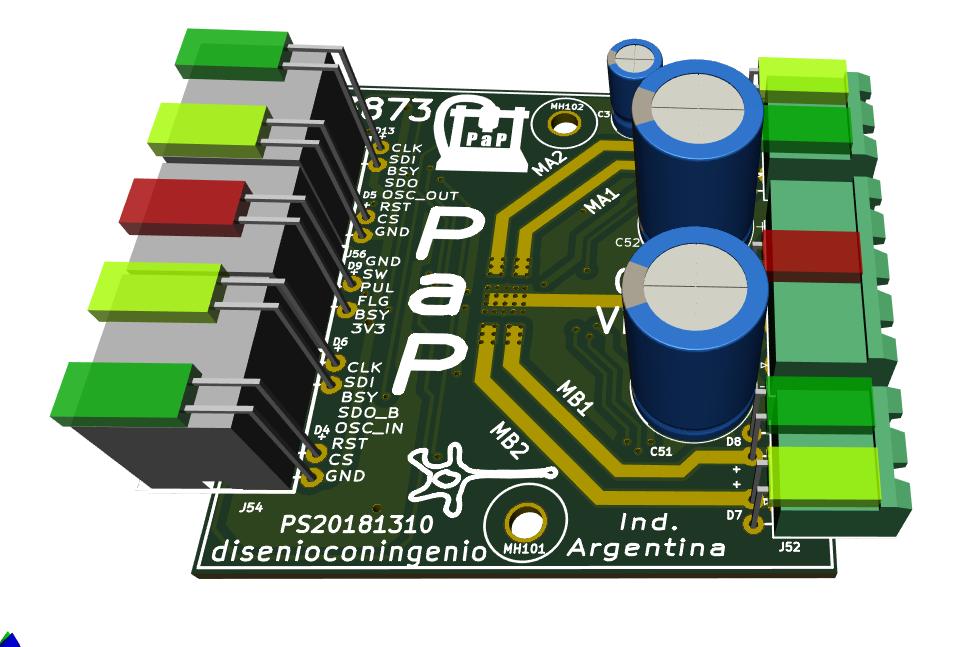 873
PaP
MH102
C3
D13
+
CLK
SDI
BSY
SDO
D5 OSC_OUT
+ RST
CS
GND
J56 GND
D9
+ SW
PUL
FLG
BSY
3V3
D6
+
CLK
SDI
BSY
SDO_B
D4 OSC_IN
+ RST
CS
GND
J54
PaP
MA2
MA1
C52
MB1
MB2
C51
D8
+
+
D7
J52
MH101
PS20181310
disenioconingenio
Ind.
Argentina